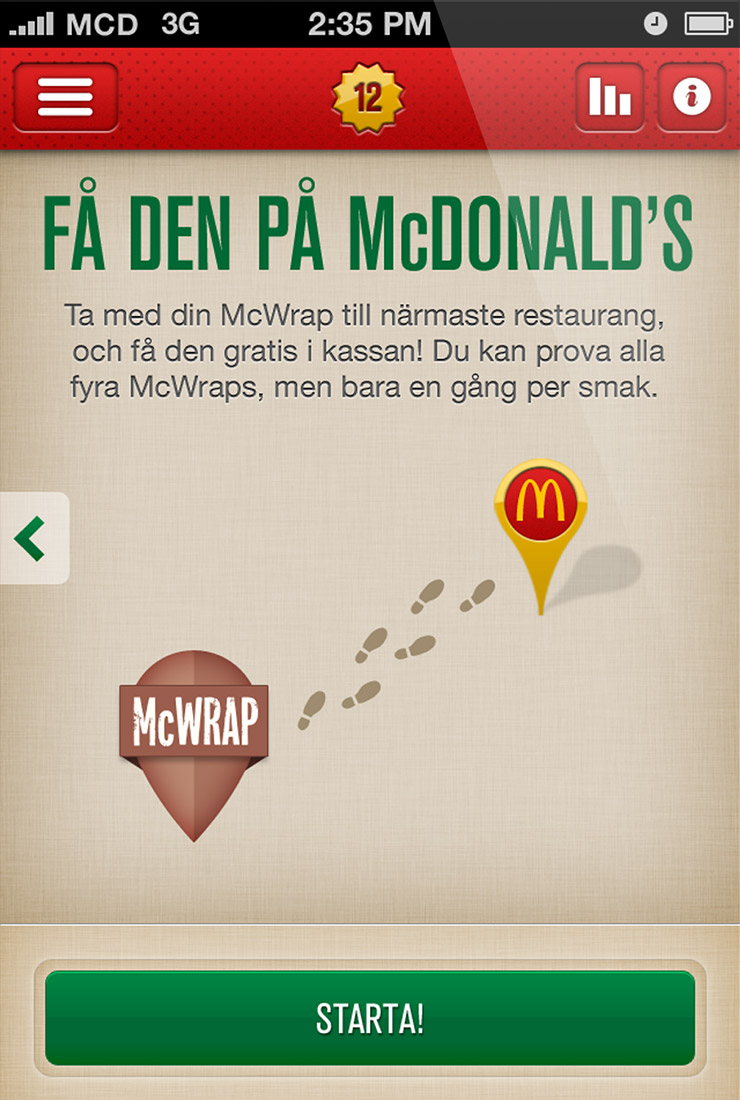 MCD 3G 2:35 PM
12
FÅ DEN PÅ McDONALD'S
Ta med din McWrap till närmaste restaurang,
och få den gratis i kassan! Du kan prova alla
fyra McWraps, men bara en gång per smak.
McWRAP
STARTA!